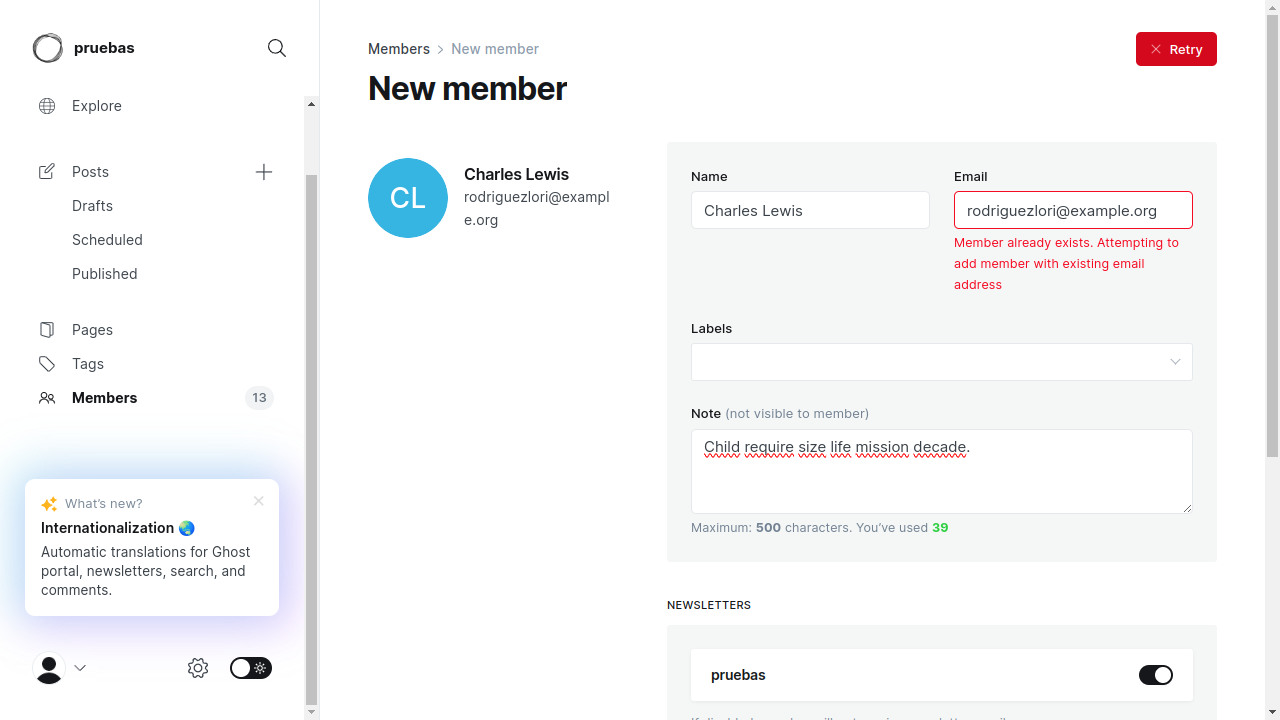 pruebas
Explore
Posts
Drafts
Scheduled
Published
Pages
Tags
Members
13
What's new?
Internationalization 🌏
Automatic translations for Ghost
portal, newsletters, search, and
comments.
Members
New member
Retry
New member
CL
Charles Lewis
rodriguezlori@exampl
e.org
Name
Charles Lewis
Email
rodriguezlori@example.org
Member already exists. Attempting to
add member with existing email
address
Labels
Note (not visible to member)
Child require size life mission decade.
Maximum: 500 characters. You've used 39
NEWSLETTERS
pruebas